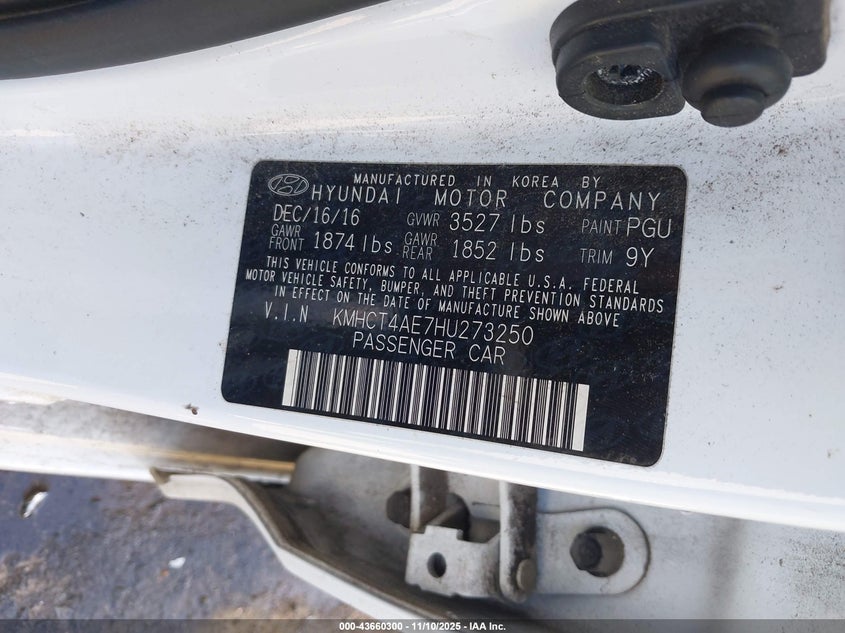 MANUFACTURED IN KOREA BY
HYUNDAI MOTOR COMPANY
DEC/16/16 GVWR 3527 lbs PAINT PGU
GAWR FRONT 1874 lbs GAWR REAR 1852 lbs TRIM 9Y
THIS VEHICLE CONFORMS TO ALL APPLICABLE U.S.A. FEDERAL
MOTOR VEHICLE SAFETY, BUMPER, AND THEFT PREVENTION STANDARDS
IN EFFECT ON THE DATE OF MANUFACTURE SHOWN ABOVE
V.I.N KMHCT4AE7HU273250
PASSENGER CAR
000-43660300 - 11/10/2025 - IAA Inc.